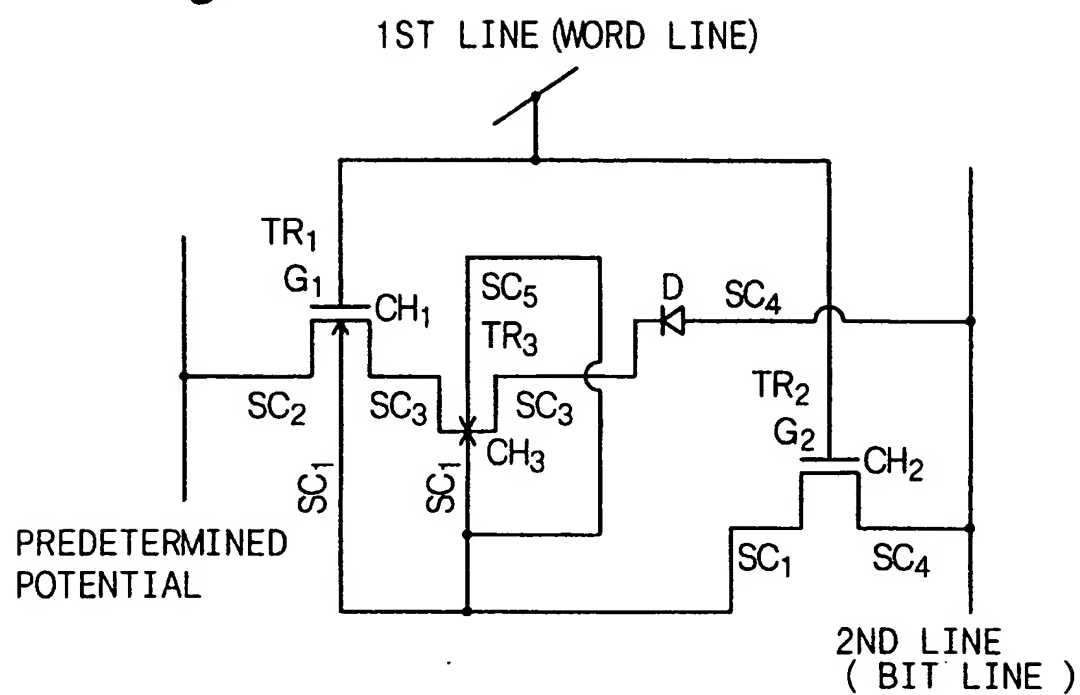 1ST LINE (WORD LINE)
TR1
G1
CH1
SC5
TR3
D
SC4
SC2
SC3
SC3
TR2
G2
CH2
SC1
SC1
CH3
PREDETERMINED
POTENTIAL
SC1
SC4
2ND LINE
( BIT LINE )